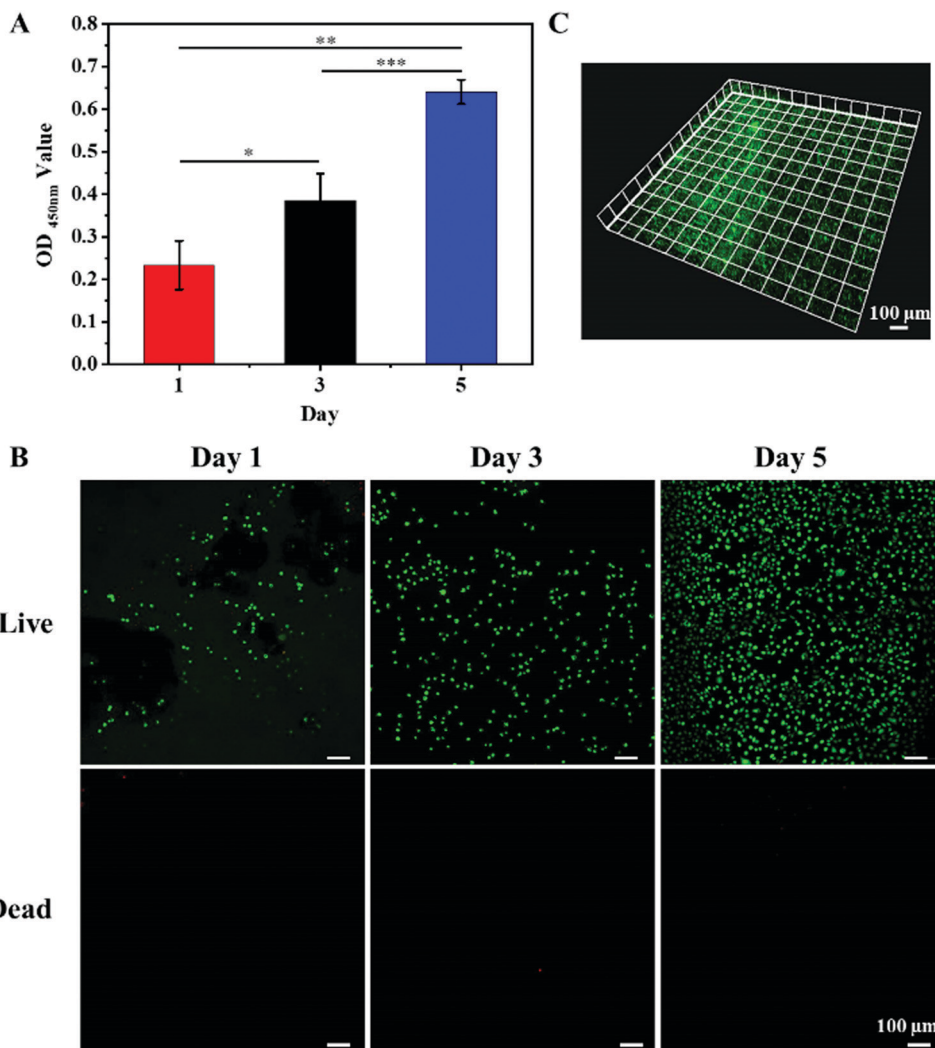 A
0.8
0.7
0.6
0.5
0.4
0.3
0.2
0.1
0.0
OD 450nm Value
**
***
*
1
3
5
Day
C
100 μm
B
Day 1
Day 3
Day 5
Live
Dead
100 μm